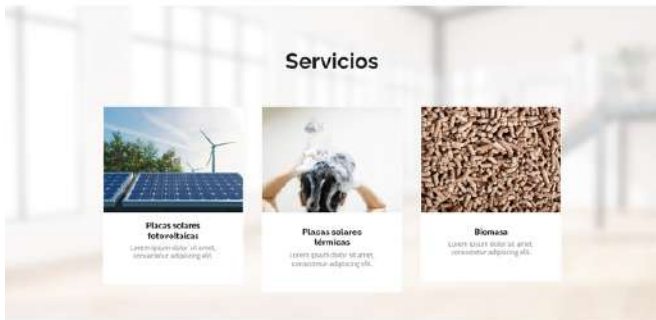 Servicios
Placas solares
fotovoltaicas
Lorem ipsum dolor sit amet,
consectetur adipiscing elit.
Placas solares
térmicas
Lorem ipsum dolor sit amet,
consectetur adipiscing elit.
Biomasa
Lorem ipsum dolor sit amet,
consectetur adipiscing elit.